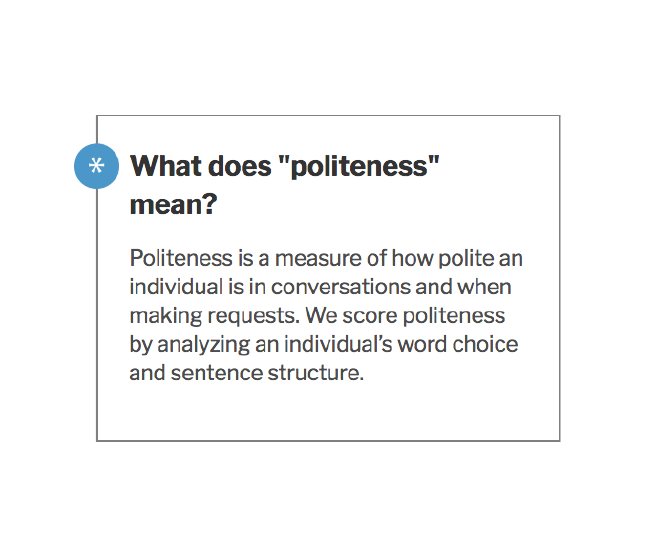 *
What does "politeness"
mean?
Politeness is a measure of how polite an
individual is in conversations and when
making requests. We score politeness
by analyzing an individual’s word choice
and sentence structure.